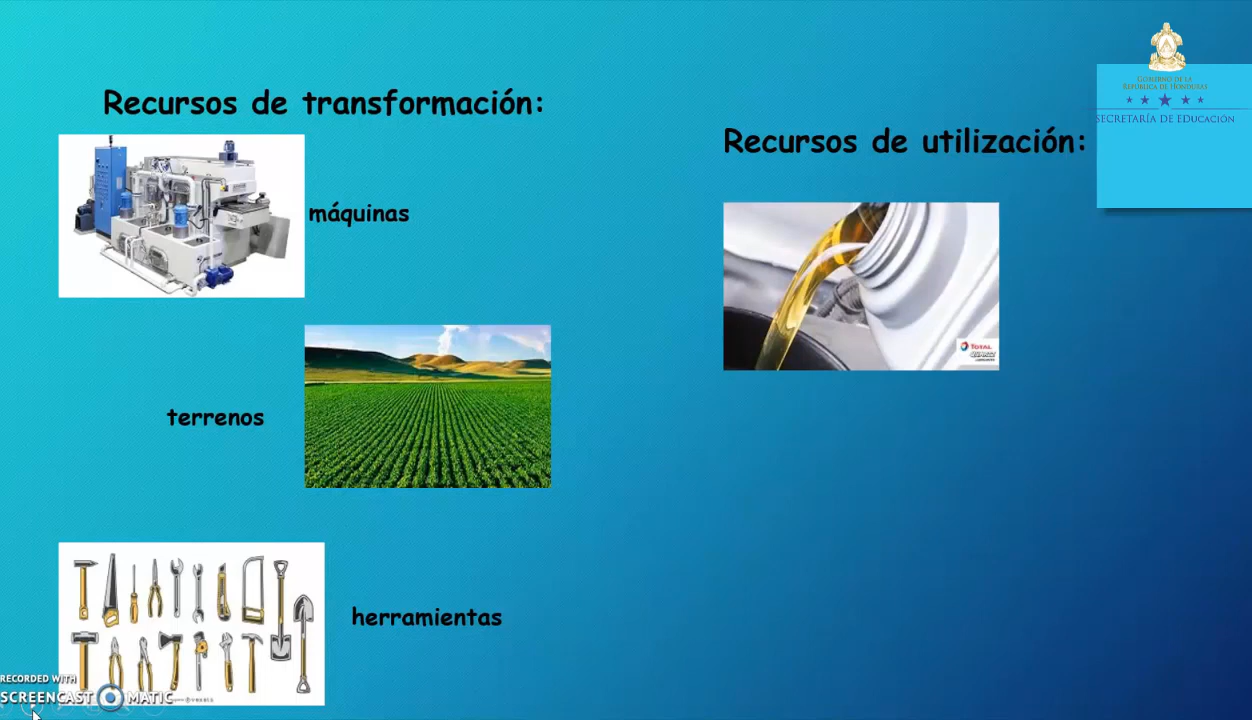 Recursos de transformación:
máquinas
terrenos
herramientas
Recursos de utilización:
GOBIERNO DE LA
REPÚBLICA DE HONDURAS
SECRETARÍA DE EDUCACIÓN
TOTAL
RECORDED WITH
SCREENCAST MATIC